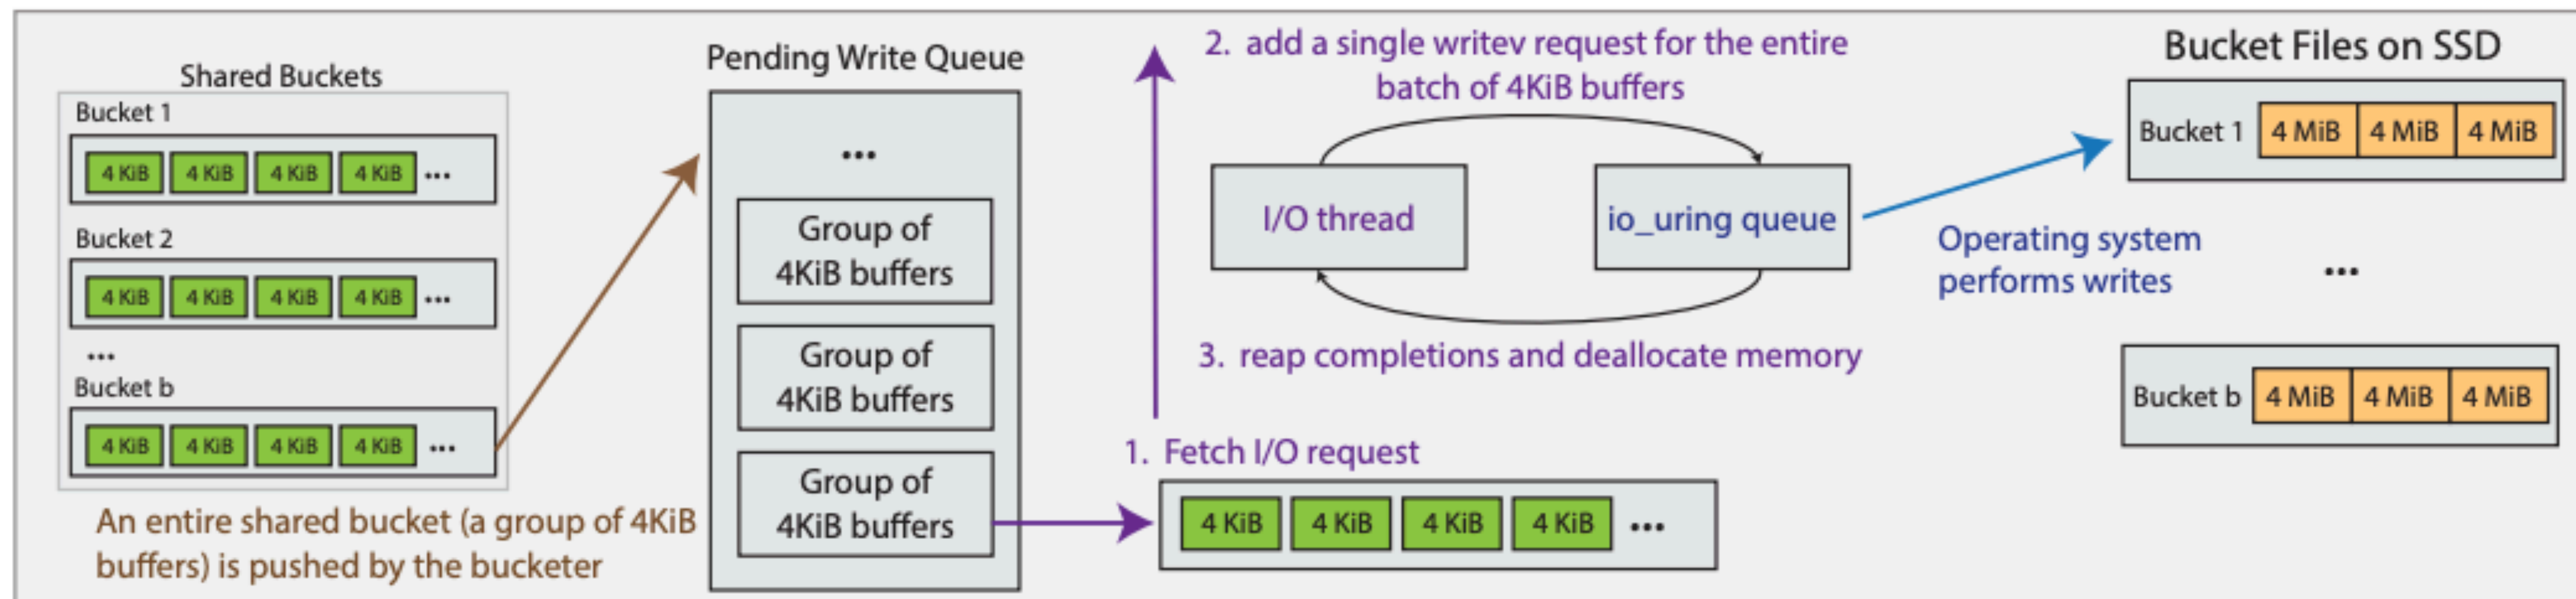 Shared Buckets
Bucket 1
4 KiB 4 KiB 4 KiB 4 KiB ...
Bucket 2
4 KiB 4 KiB 4 KiB 4 KiB ...
...
Bucket b
4 KiB 4 KiB 4 KiB 4 KiB ...
An entire shared bucket (a group of 4KiB
buffers) is pushed by the bucketer
Pending Write Queue
...
Group of
4KiB buffers
Group of
4KiB buffers
Group of
4KiB buffers
1. Fetch I/O request
4 KiB 4 KiB 4 KiB 4 KiB ...
2. add a single writev request for the entire
batch of 4KiB buffers
I/O thread
io_uring queue
3. reap completions and deallocate memory
Operating system
performs writes
Bucket Files on SSD
Bucket 1 4 MiB 4 MiB 4 MiB
...
Bucket b 4 MiB 4 MiB 4 MiB